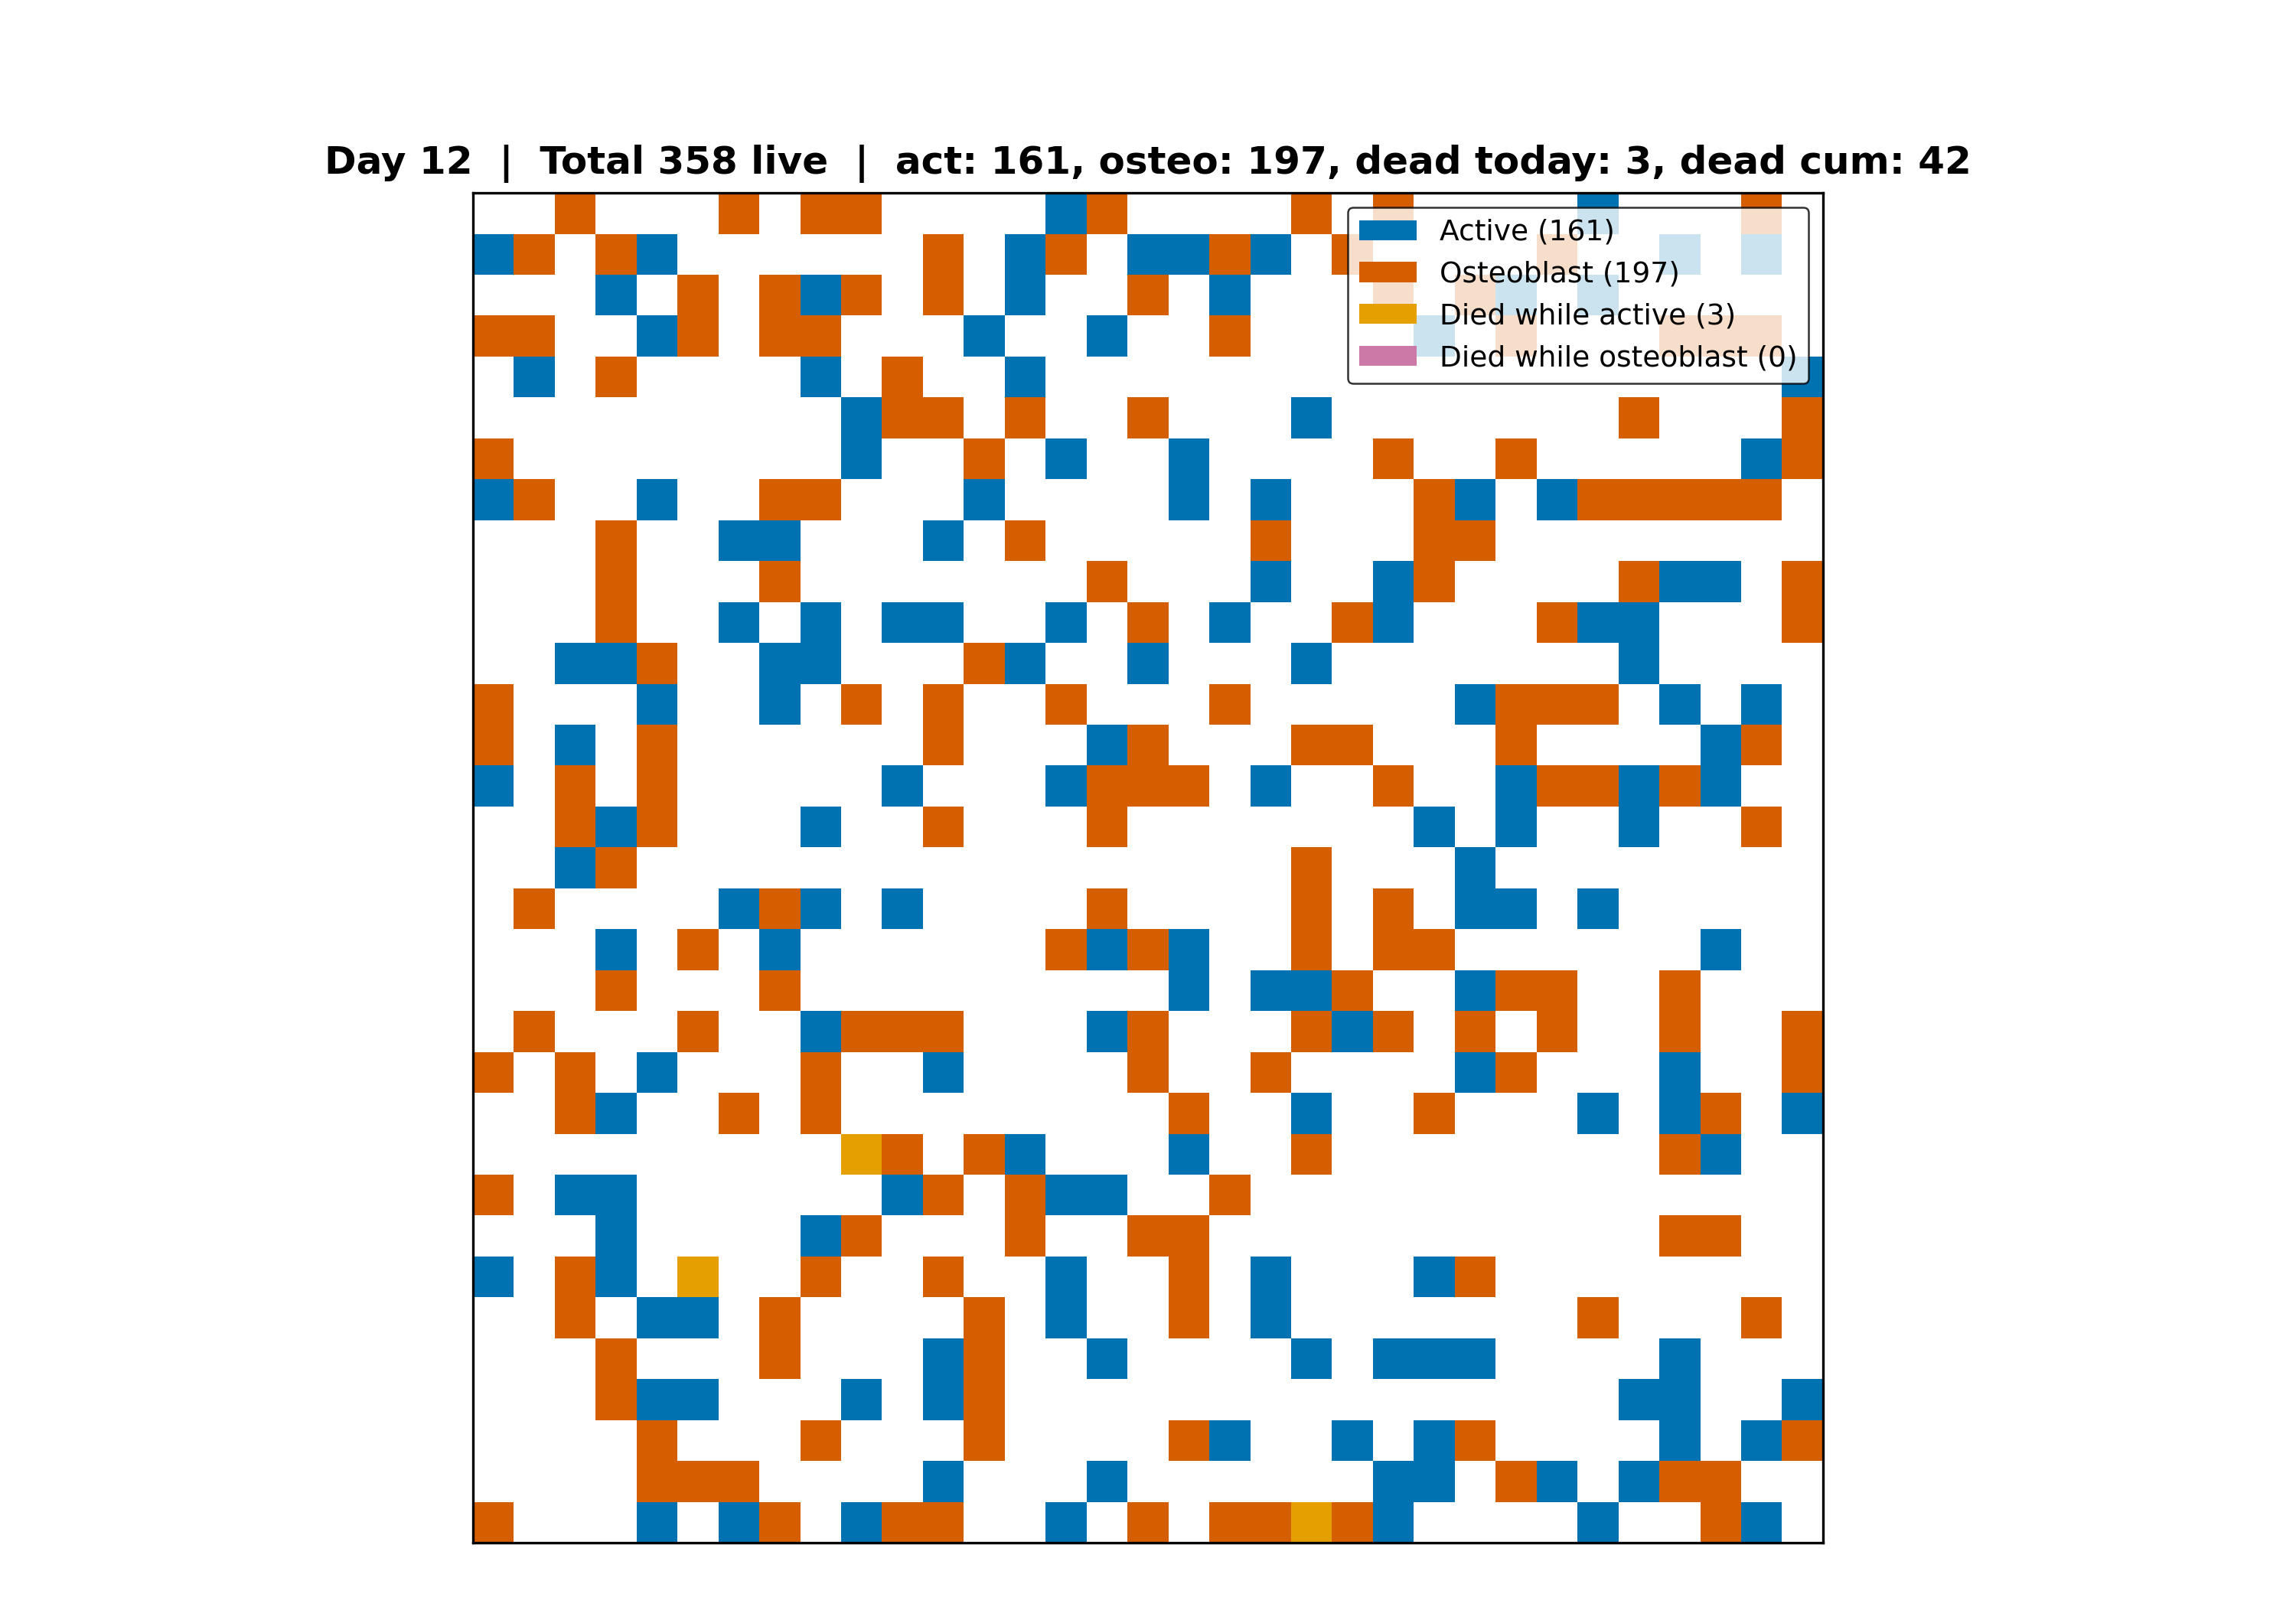 Day 12 | Total 358 live | act: 161, osteo: 197, dead today: 3, dead cum: 42
Active (161)
Osteoblast (197)
Died while active (3)
Died while osteoblast (0)